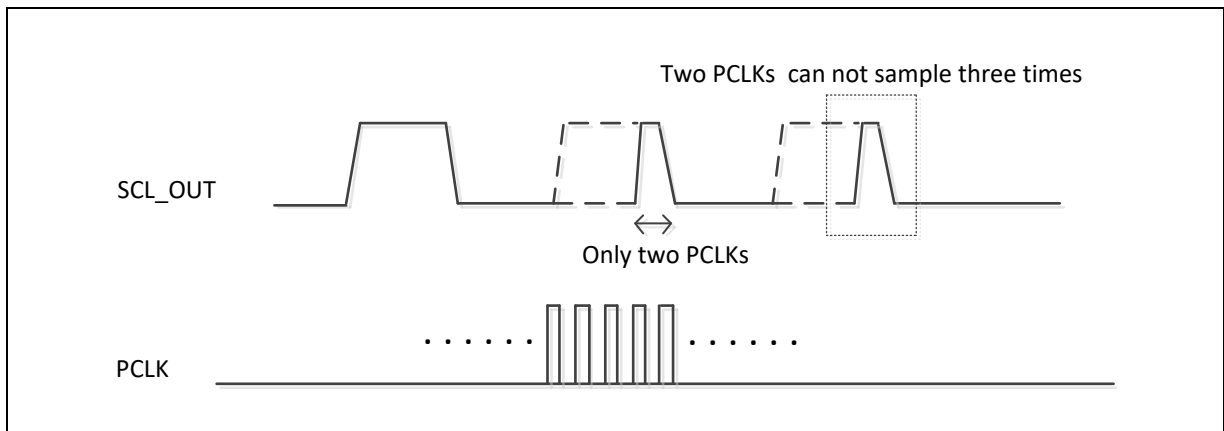 Two PCLKs can not sample three times
SCL_OUT
Only two PCLKs
PCLK